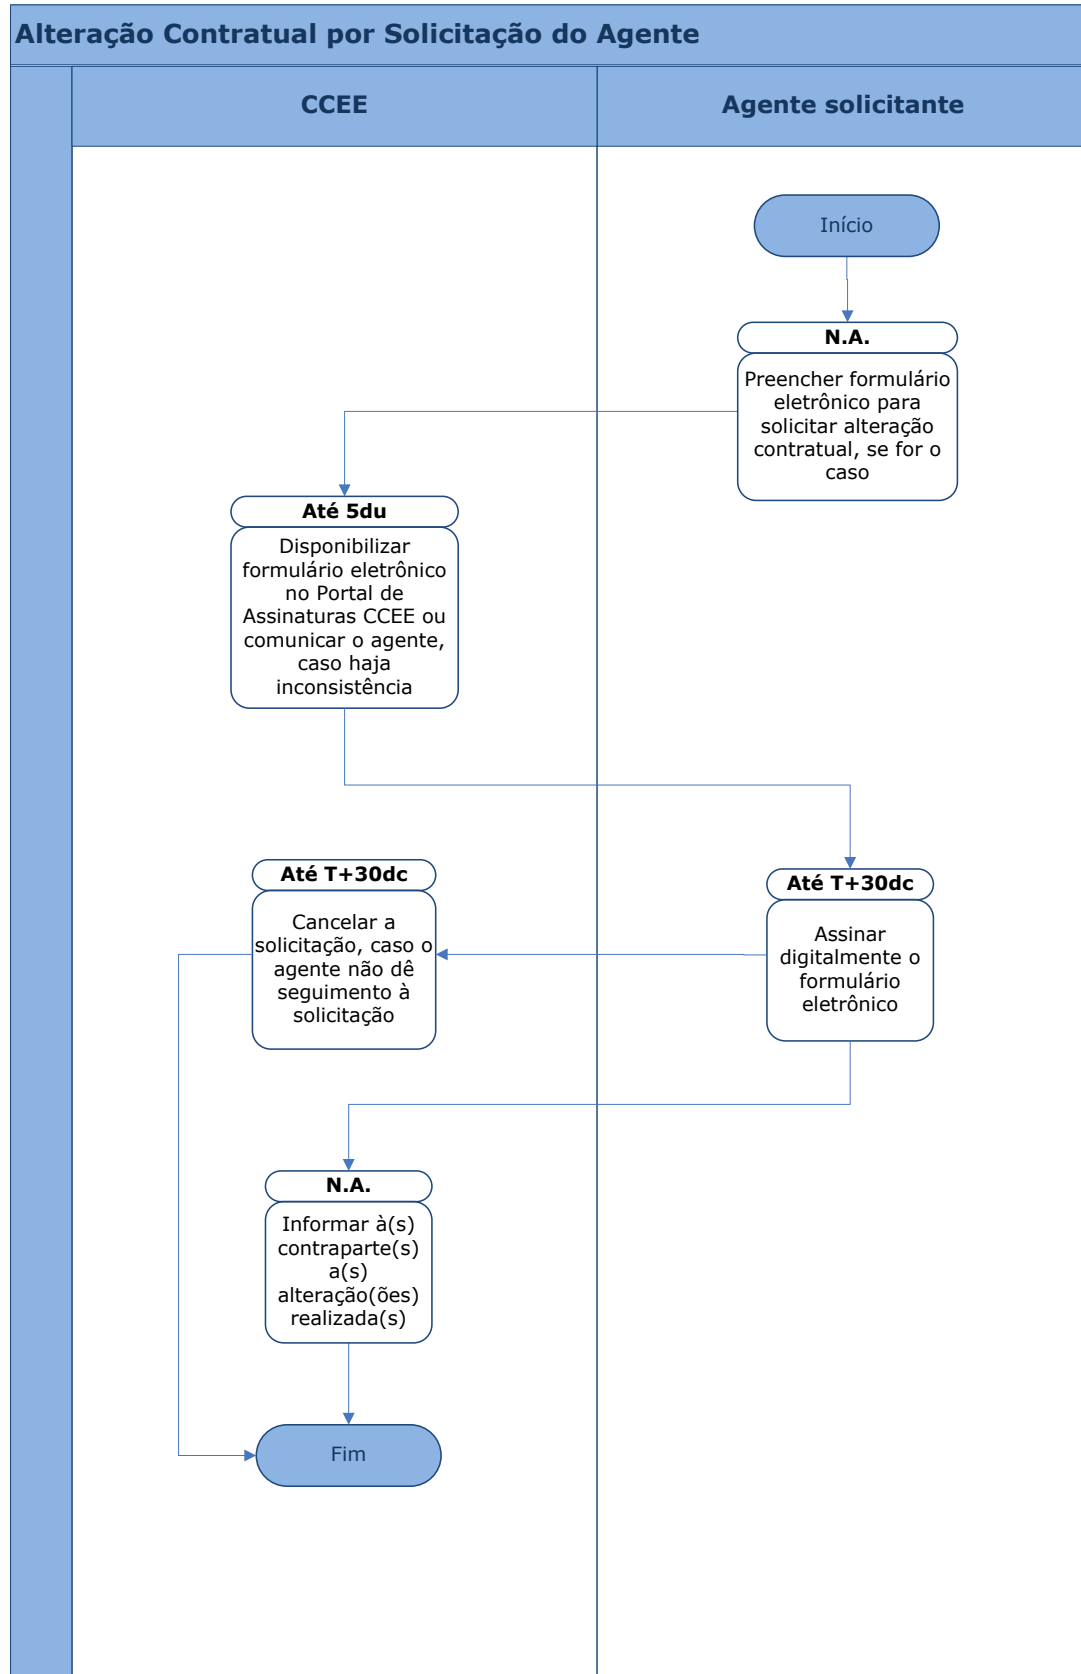 Alteração Contratual por Solicitação do Agente
CCEE
Agente solicitante
Início
N.A.
Preencher formulário
eletrônico para
solicitar alteração
contratual, se for o
caso
Até 5du
Disponibilizar
formulário eletrônico
no Portal de
Assinaturas CCEE ou
comunicar o agente,
caso haja
inconsistência
Até T+30dc
Assinar
digitalmente o
formulário
eletrônico
Até T+30dc
Cancelar a
solicitação, caso o
agente não dê
seguimento à
solicitação
N.A.
Informar à(s)
contraparte(s)
a(s)
alteração(ões)
realizada(s)
Fim